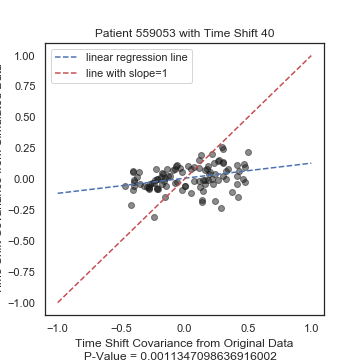 Patient 559053 with Time Shift 40
linear regression line
line with slope=1
1.00
0.75
0.50
0.25
0.00
−0.25
−0.50
−0.75
−1.00
−1.0
−0.5
0.0
0.5
1.0
Time Shift Covariance from Original Data
P-Value = 0.0011347098636916002